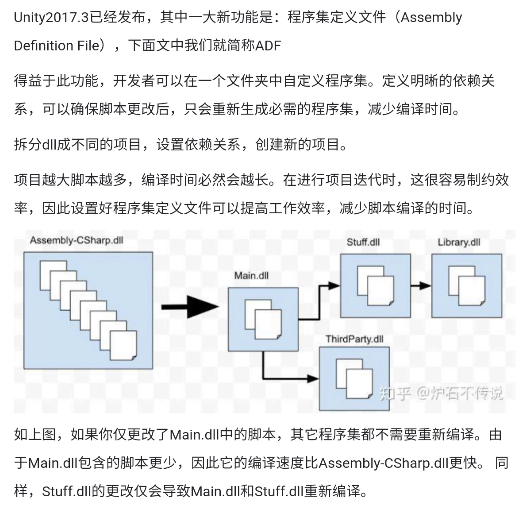 Unity2017.3已经发布，其中一大新功能是：程序集定义文件（Assembly
Definition File），下面文中我们就简称ADF
得益于此功能，开发者可以在一个文件夹中自定义程序集。定义明晰的依赖关
系，可以确保脚本更改后，只会重新生成必需的程序集，减少编译时间。
拆分dll成不同的项目，设置依赖关系，创建新的项目。
项目越大脚本越多，编译时间必然会越长。在进行项目迭代时，这很容易制约效
率，因此设置好程序集定义文件可以提高工作效率，减少脚本编译的时间。
Assembly-CSharp.dll
Main.dll
Stuff.dll
Library.dll
ThirdParty.dll
知乎 @炉石不传说
如上图，如果你仅更改了Main.dll中的脚本，其它程序集都不需要重新编译。由
于Main.dll包含的脚本更少，因此它的编译速度比Assembly-CSharp.dll更快。 同
样，Stuff.dll的更改仅会导致Main.dll和Stuff.dll重新编译。